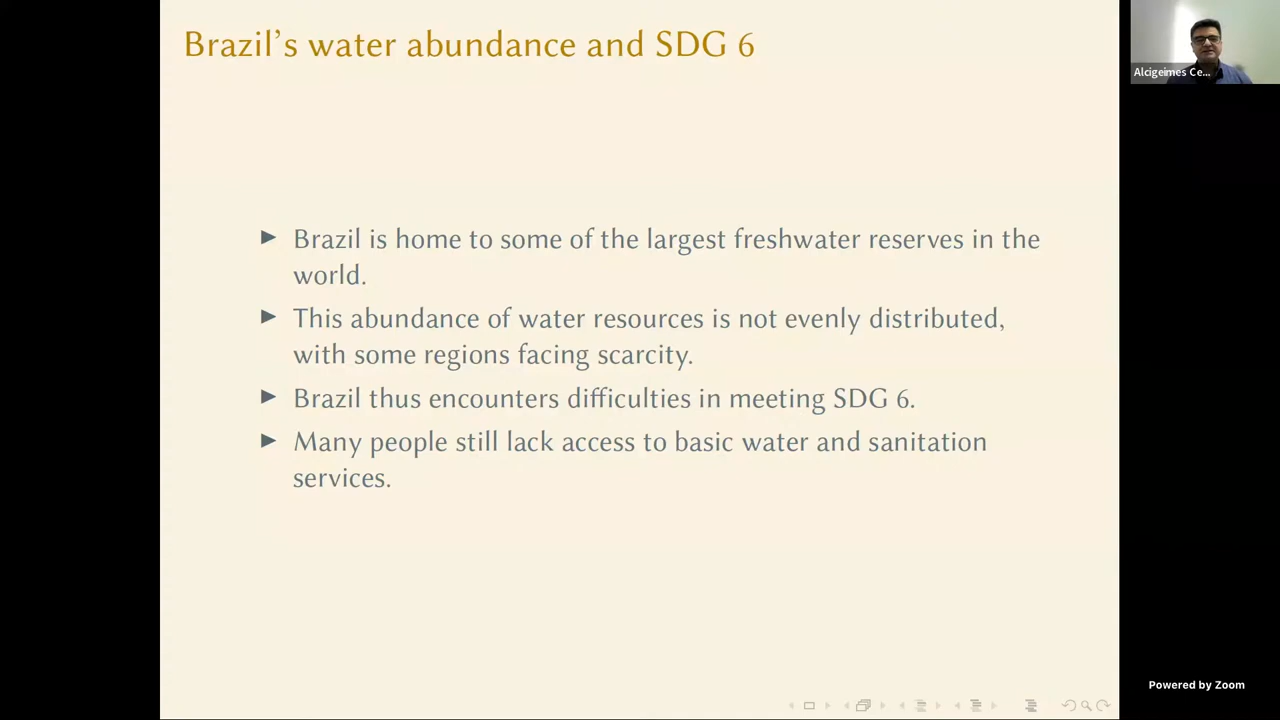 Brazil's water abundance and SDG 6
Alcigeimes Ce...
▶ Brazil is home to some of the largest freshwater reserves in the
world.
▶ This abundance of water resources is not evenly distributed,
with some regions facing scarcity.
▶ Brazil thus encounters difficulties in meeting SDG 6.
▶ Many people still lack access to basic water and sanitation
services.
Powered by Zoom